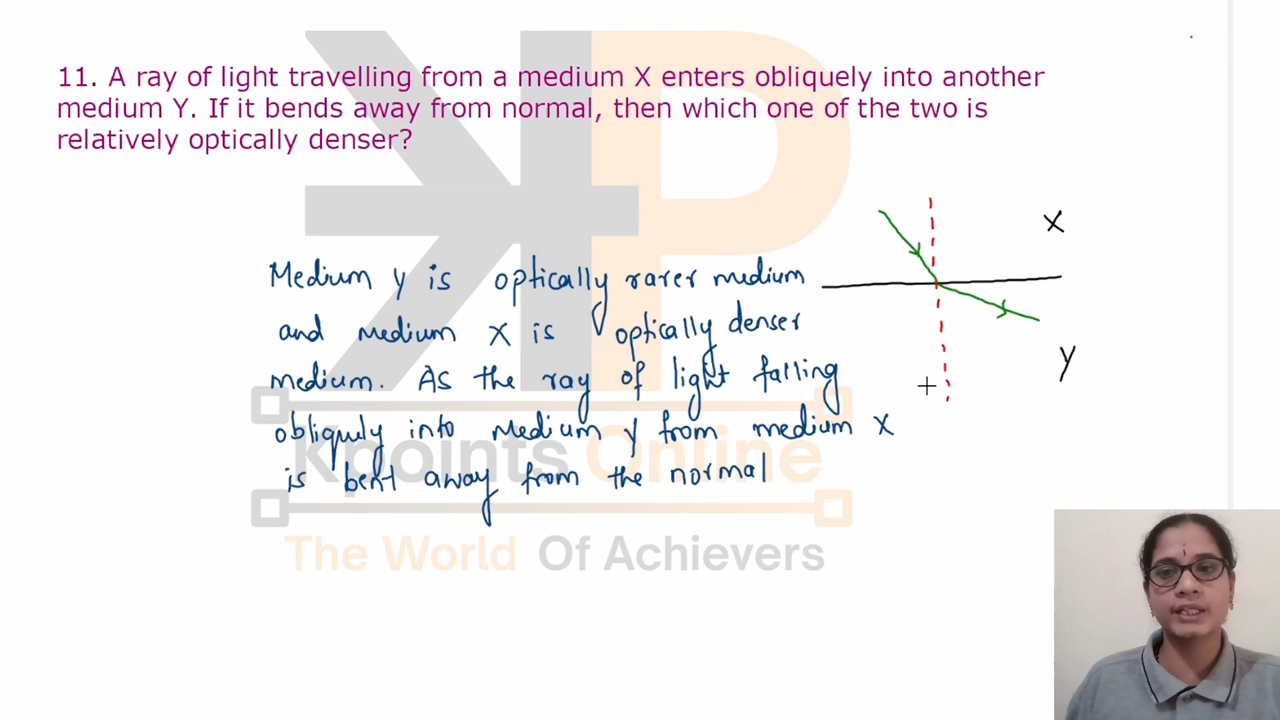 11. A ray of light travelling from a medium X enters obliquely into another
medium Y. If it bends away from normal, then which one of the two is
relatively optically denser?
X
Medium y is optically rarer medium
and medium X is optically denser
y
medium. As the ray of light falling
obliquly into Medium y from medium X
Kpoints Online
is bent away from the normal
The World Of Achievers